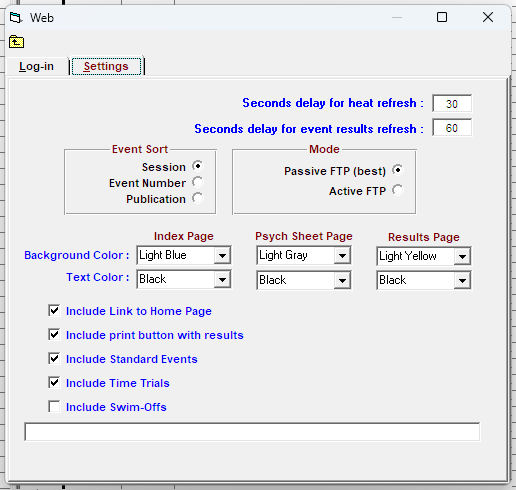 Web
Log-in Settings
Seconds delay for heat refresh : 30
Seconds delay for event results refresh : 60
Event Sort Mode
Session Passive FTP (best)
Event Number Active FTP
Publication
Index Page Psych Sheet Page Results Page
Background Color : Light Blue Light Gray Light Yellow
Text Color : Black Black Black
Include Link to Home Page
Include print button with results
Include Standard Events
Include Time Trials
Include Swim-Offs